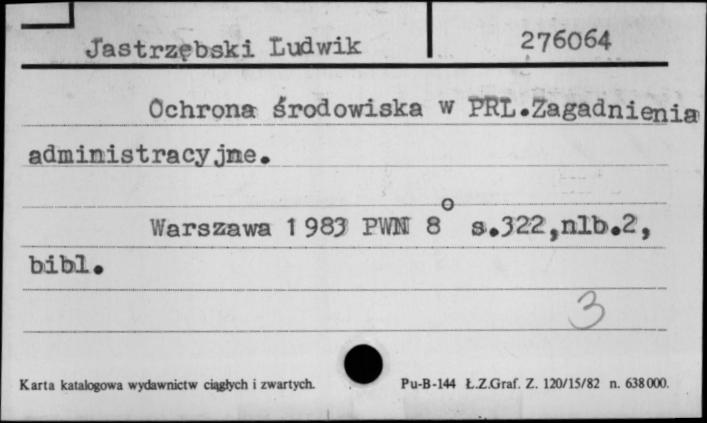 Jastrzębski Ludwik 276064
Ochrona środowiska w PRL.Zagadnienia
administracyjne.
Warszawa 1983 PWN 8° s.322,nlb.2,
bibl.
3
Karta katalogowa wydawnictw ciągłych i zwartych. Pu-B-144 Ł.Z.Graf. Z. 120/15/82 n. 638000.